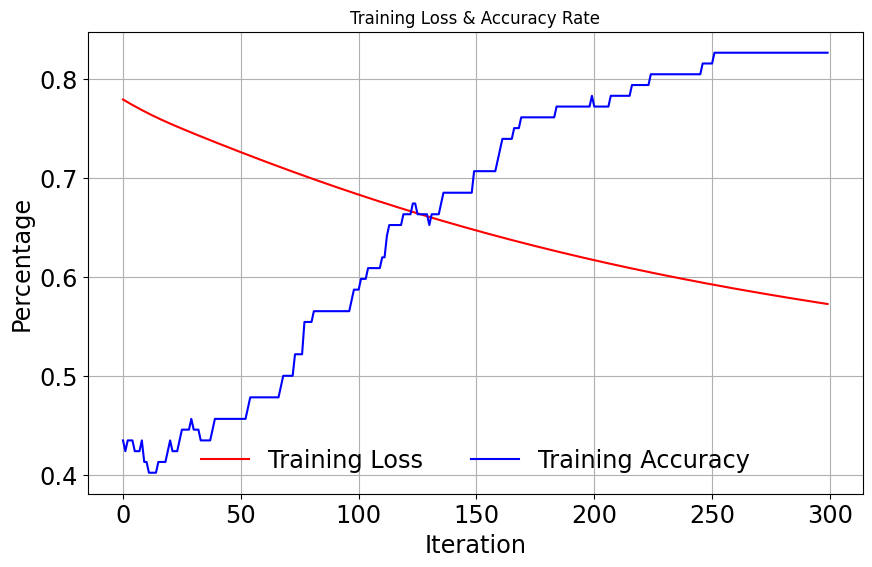 Training Loss & Accuracy Rate
0.8
0.7
0.6
0.5
0.4
Percentage
Training Loss
Training Accuracy
0 50 100 150 200 250 300
Iteration